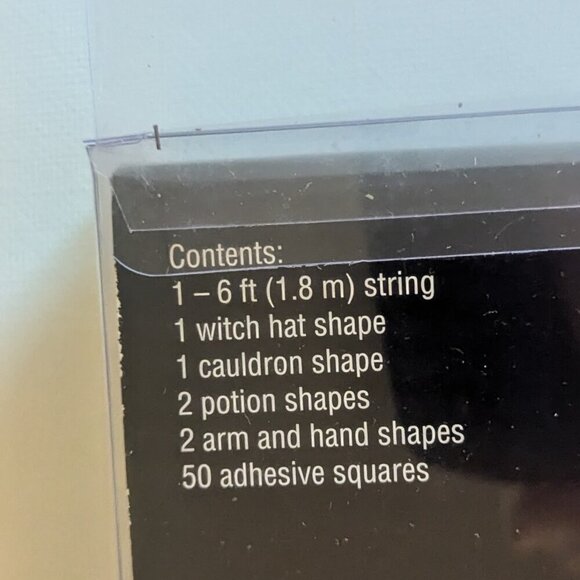 Contents:
1 – 6 ft (1.8 m) string
1 witch hat shape
1 cauldron shape
2 potion shapes
2 arm and hand shapes
50 adhesive squares